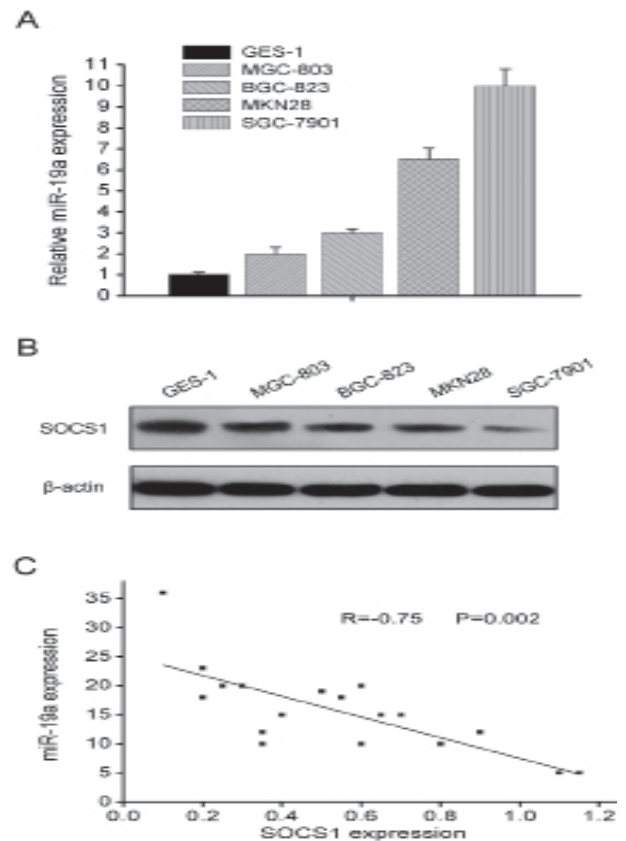 A
GES-1
MGC-803
BGC-823
MKN28
SGC-7901
Relative miR-19a expression
11
10
9
8
7
6
5
4
3
2
1
0
B
GES-1 MGC-803 BGC-823 MKN28 SGC-7901
SOCS1
β-actin
C
miR-19a expression
R=-0.75 P=0.002
35
30
25
20
15
10
5
0
0.0 0.2 0.4 0.6 0.8 1.0 1.2
SOCS1 expression